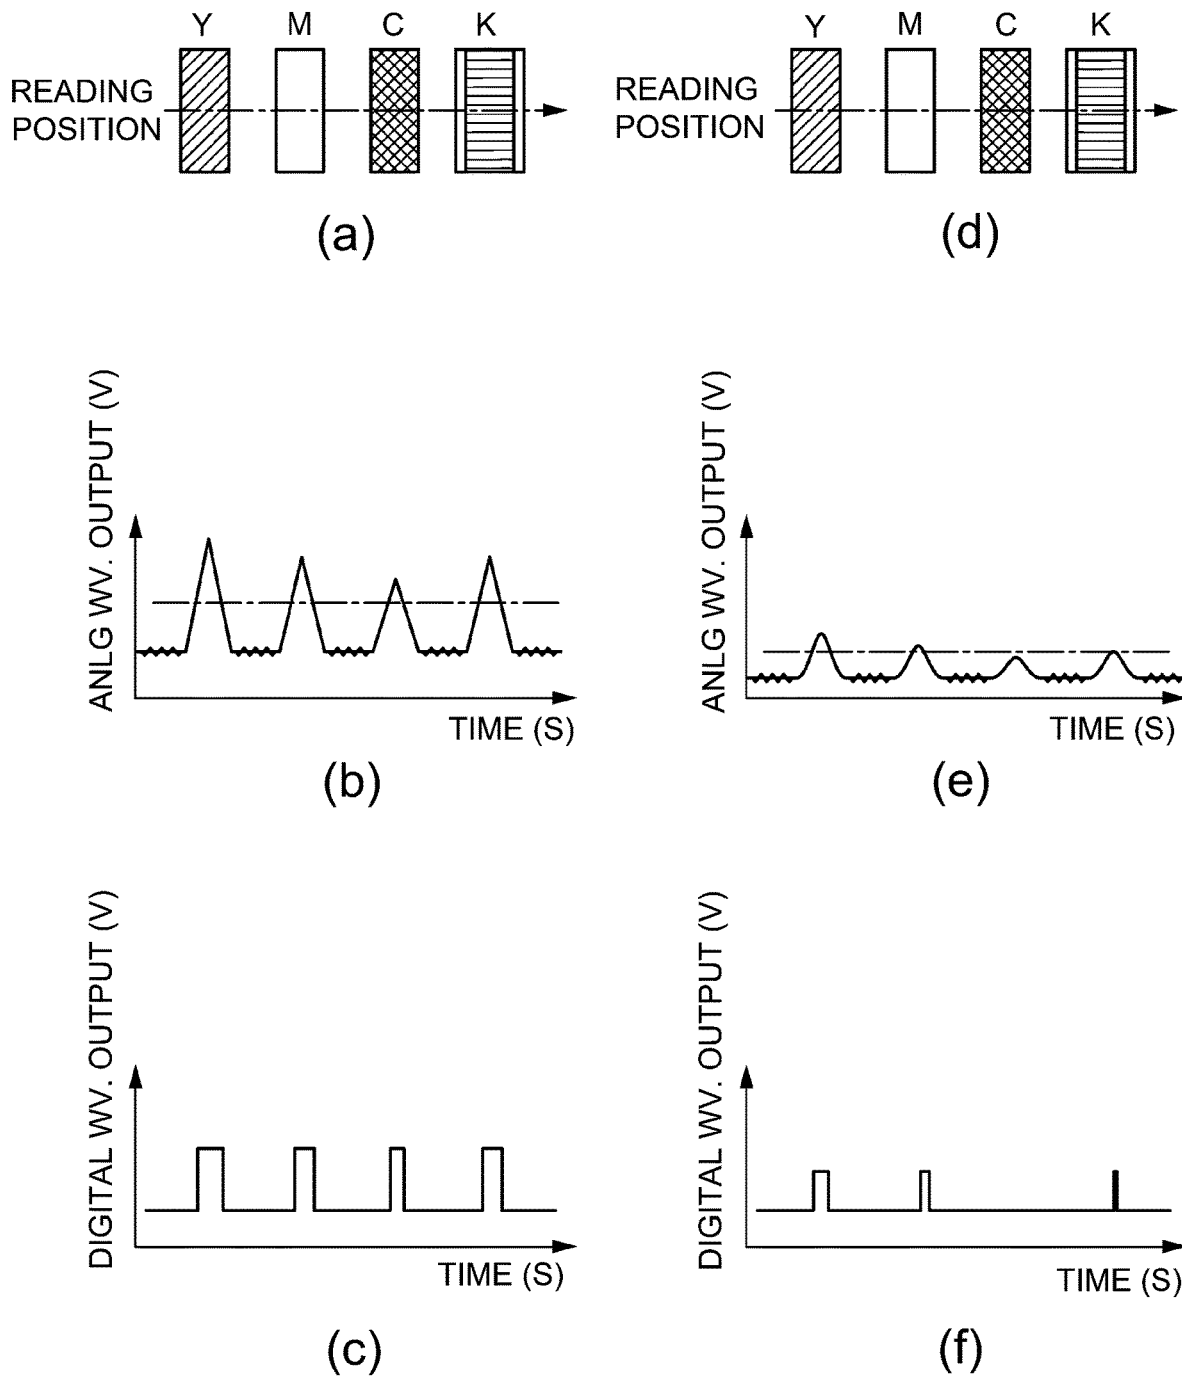 Y M C K
READING
POSITION
(a)
Y M C K
READING
POSITION
(d)
ANLG WV. OUTPUT (V)
TIME (S)
(b)
ANLG WV. OUTPUT (V)
TIME (S)
(e)
DIGITAL WV. OUTPUT (V)
TIME (S)
(c)
DIGITAL WV. OUTPUT (V)
TIME (S)
(f)